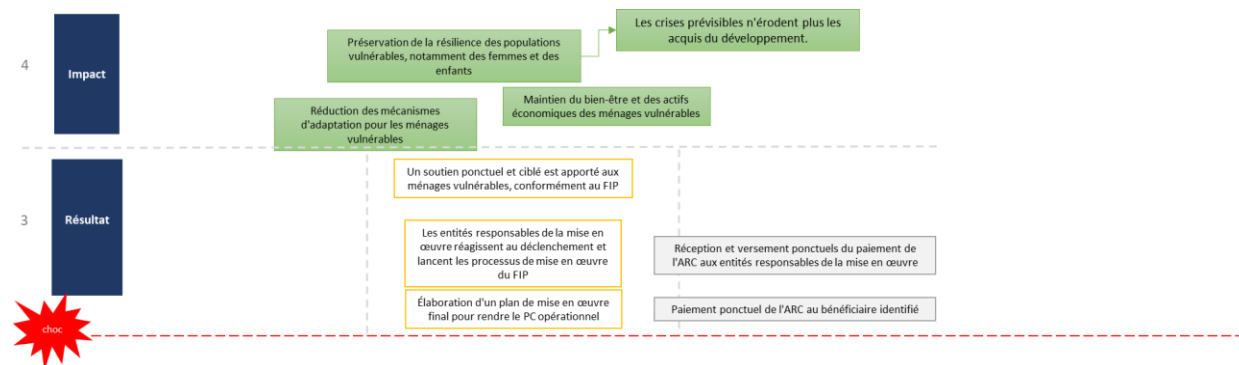 Les crises prévisibles n'érodent plus les
acquis du développement.
Préservation de la résilience des populations
vulnérables, notamment des femmes et des
enfants
4
Impact
Maintien du bien-être et des actifs
économiques des ménages vulnérables
Réduction des mécanismes
d'adaptation pour les ménages
vulnérables
Un soutien ponctuel et ciblé est apporté aux
ménages vulnérables, conformément au FIP
3
Résultat
Les entités responsables de la mise en
œuvre réagissent au déclenchement et
lancent les processus de mise en œuvre
du FIP
Réception et versement ponctuels du paiement de
l'ARC aux entités responsables de la mise en œuvre
Élaboration d'un plan de mise en œuvre
final pour rendre le PC opérationnel
Paiement ponctuel de l'ARC au bénéficiaire identifié
choc